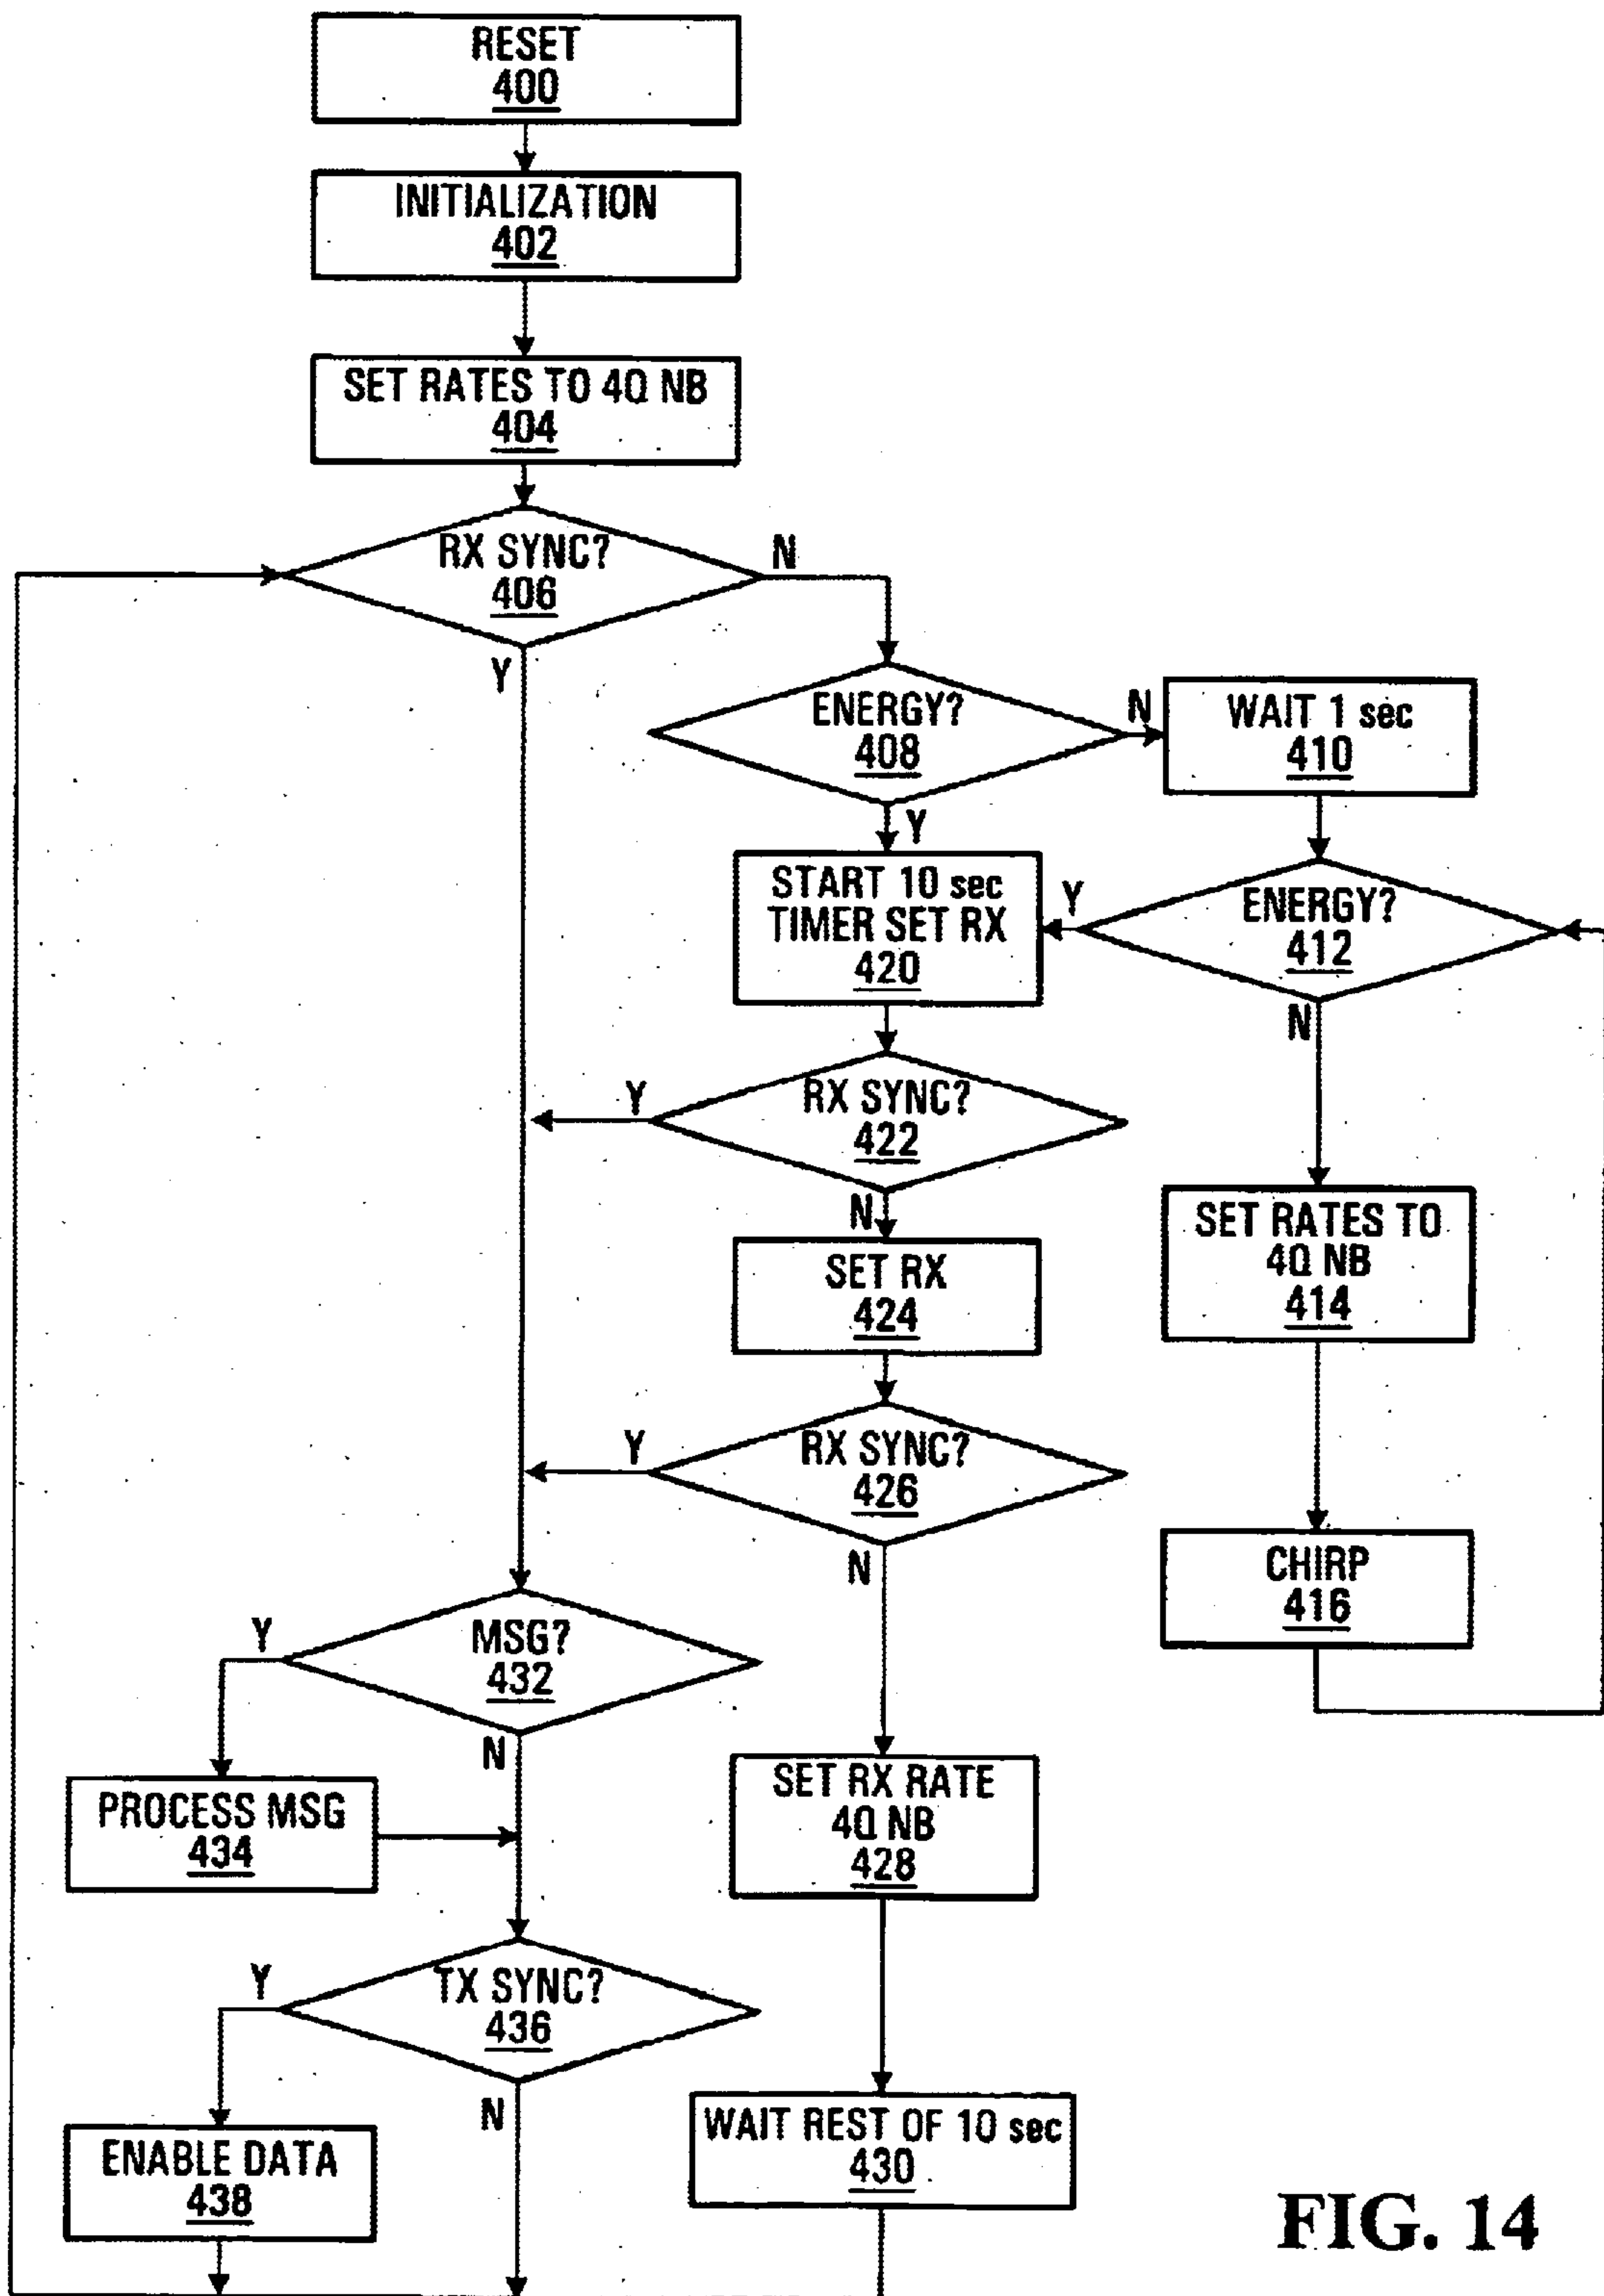 RESET
400
INITIALIZATION
402
SET RATES TO 4Q NB
404
RX SYNC?
406
N
Y
ENERGY?
408
N
WAIT 1 sec
410
Y
START 10 sec
TIMER SET RX
420
Y
ENERGY?
412
N
Y
RX SYNC?
422
N
SET RX
424
SET RATES TO
4Q NB
414
Y
RX SYNC?
426
N
CHIRP
416
Y
MSG?
432
N
PROCESS MSG
434
SET RX RATE
4Q NB
428
Y
TX SYNC?
436
N
ENABLE DATA
438
WAIT REST OF 10 sec
430
FIG. 14